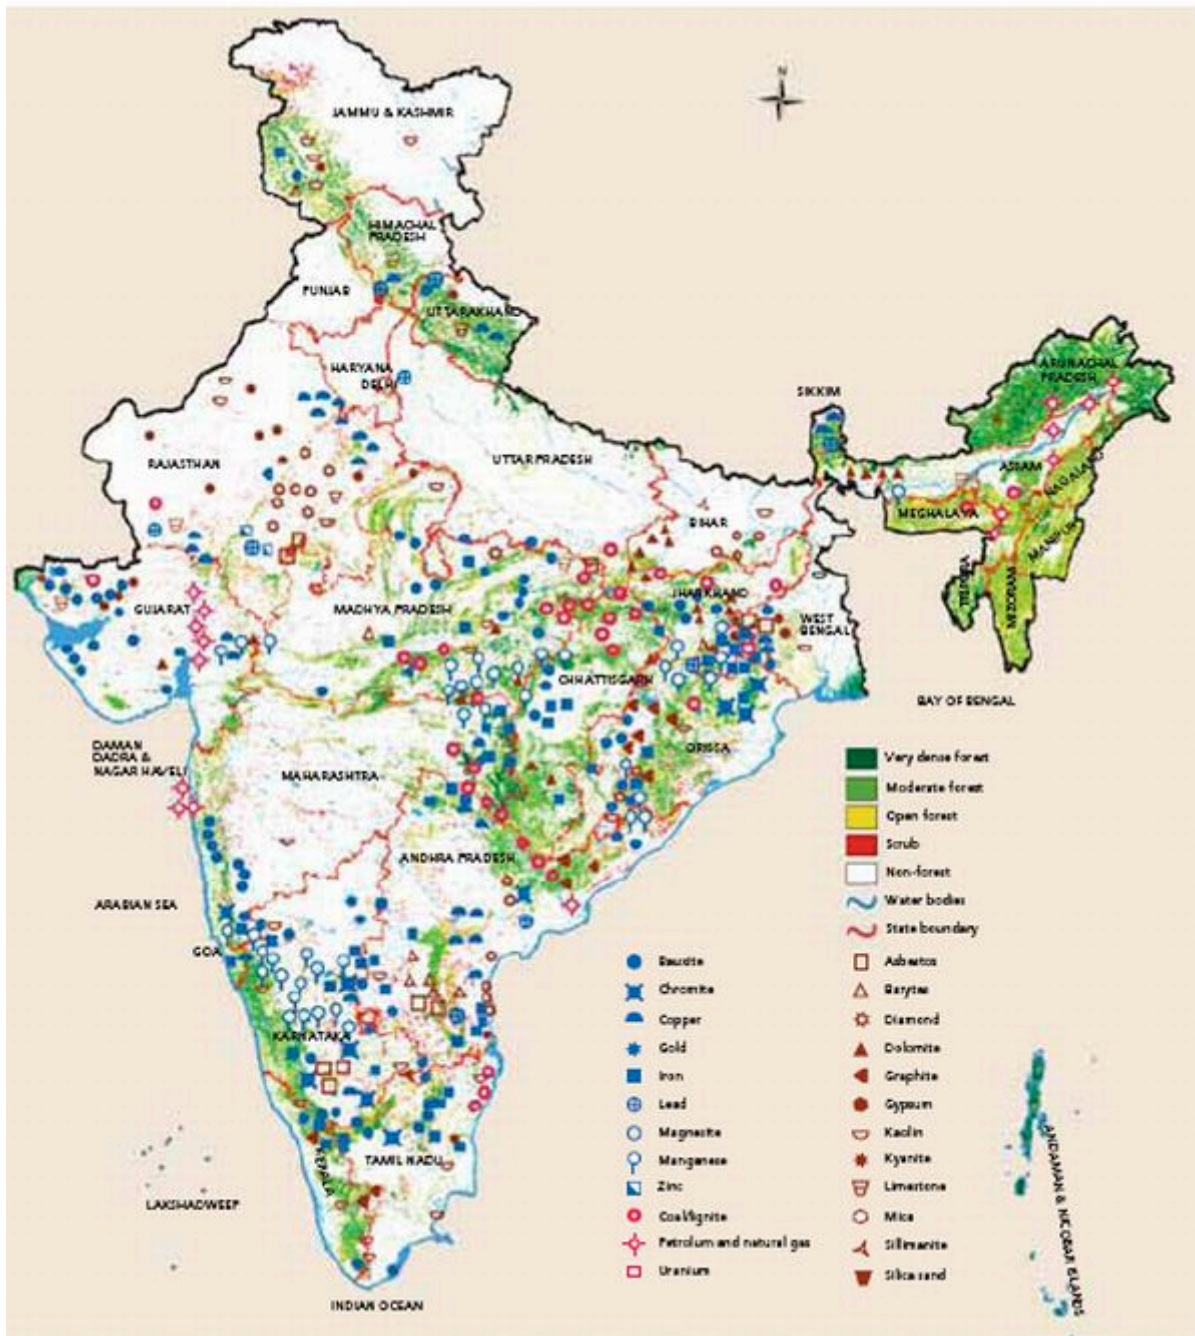 N
JAMMU & KASHMIR
HIMACHAL
PRADESH
PUNJAB
UTTARAKHAND
HARYANA
DELHI
RAJASTHAN
UTTAR PRADESH
SIKKIM
ARUNACHAL
PRADESH
ASSAM
NAGALAND
MEGHALAYA
MANIPUR
TRIPURA
MIZORAM
BIHAR
GUJARAT
MADHYA PRADESH
JHARKHAND
WEST
BENGAL
CHHATTISGARH
BAY OF BENGAL
DAMAN
DADRA &
NAGAR HAVELI
MAHARASHTRA
ORISSA
ANDHRA PRADESH
ARABIAN SEA
GOA
KARNATAKA
KERALA
TAMIL NADU
LAKSHADWEEP
INDIAN OCEAN
ANDAMAN & NICOBAR ISLANDS
Very dense forest
Moderate forest
Open forest
Scrub
Non-forest
Water bodies
State boundary
Bauxite
Chromite
Copper
Gold
Iron
Lead
Magnesite
Manganese
Zinc
Coal/lignite
Petrolum and natural gas
Uranium
Asbestos
Barytes
Diamond
Dolomite
Graphite
Gypsum
Kaolin
Kyanite
Limestone
Mica
Sillimanite
Silica sand